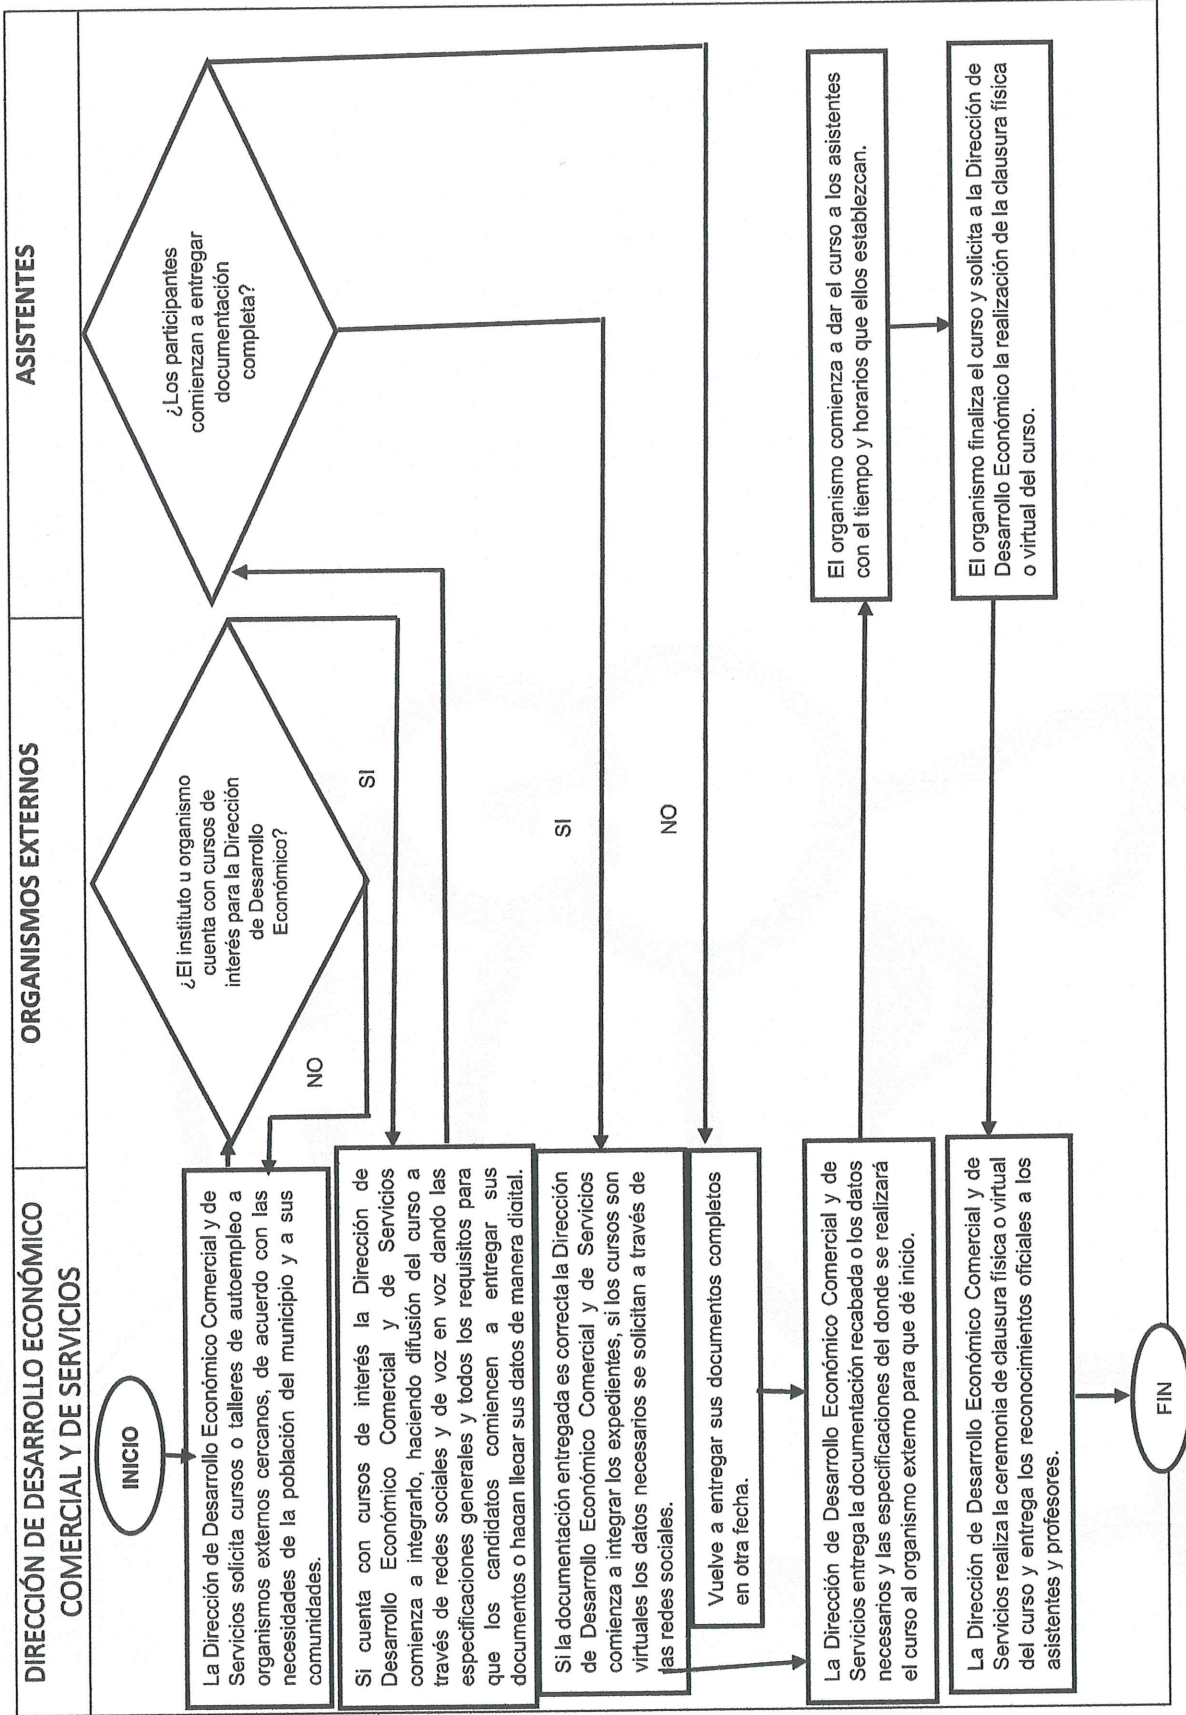 DIRECCIÓN DE DESARROLLO ECONÓMICO
COMERCIAL Y DE SERVICIOS
ORGANISMOS EXTERNOS
ASISTENTES
INICIO
La Dirección de Desarrollo Económico Comercial y de
Servicios solicita cursos o talleres de autoempleo a
organismos externos cercanos, de acuerdo con las
necesidades de la población del municipio y a sus
comunidades.
¿El instituto u organismo
cuenta con cursos de
interés para la Dirección
de Desarrollo
Económico?
NO
SI
¿Los participantes
comienzan a entregar
documentación
completa?
Si cuenta con cursos de interés la Dirección de
Desarrollo Económico Comercial y de Servicios
comienza a integrarlo, haciendo difusión del curso a
través de redes sociales y de voz en voz dando las
especificaciones generales y todos los requisitos para
que los candidatos comiencen a entregar sus
documentos o hagan llegar sus datos de manera digital.
SI
Si la documentación entregada es correcta la Dirección
de Desarrollo Económico Comercial y de Servicios
comienza a integrar los expedientes, si los cursos son
virtuales los datos necesarios se solicitan a través de
las redes sociales.
NO
Vuelve a entregar sus documentos completos
en otra fecha.
La Dirección de Desarrollo Económico Comercial y de
Servicios entrega la documentación recabada o los datos
necesarios y las especificaciones del donde se realizará
el curso al organismo externo para que dé inicio.
El organismo comienza a dar el curso a los asistentes
con el tiempo y horarios que ellos establezcan.
El organismo finaliza el curso y solicita a la Dirección de
Desarrollo Económico la realización de la clausura física
o virtual del curso.
La Dirección de Desarrollo Económico Comercial y de
Servicios realiza la ceremonia de clausura física o virtual
del curso y entrega los reconocimientos oficiales a los
asistentes y profesores.
FIN